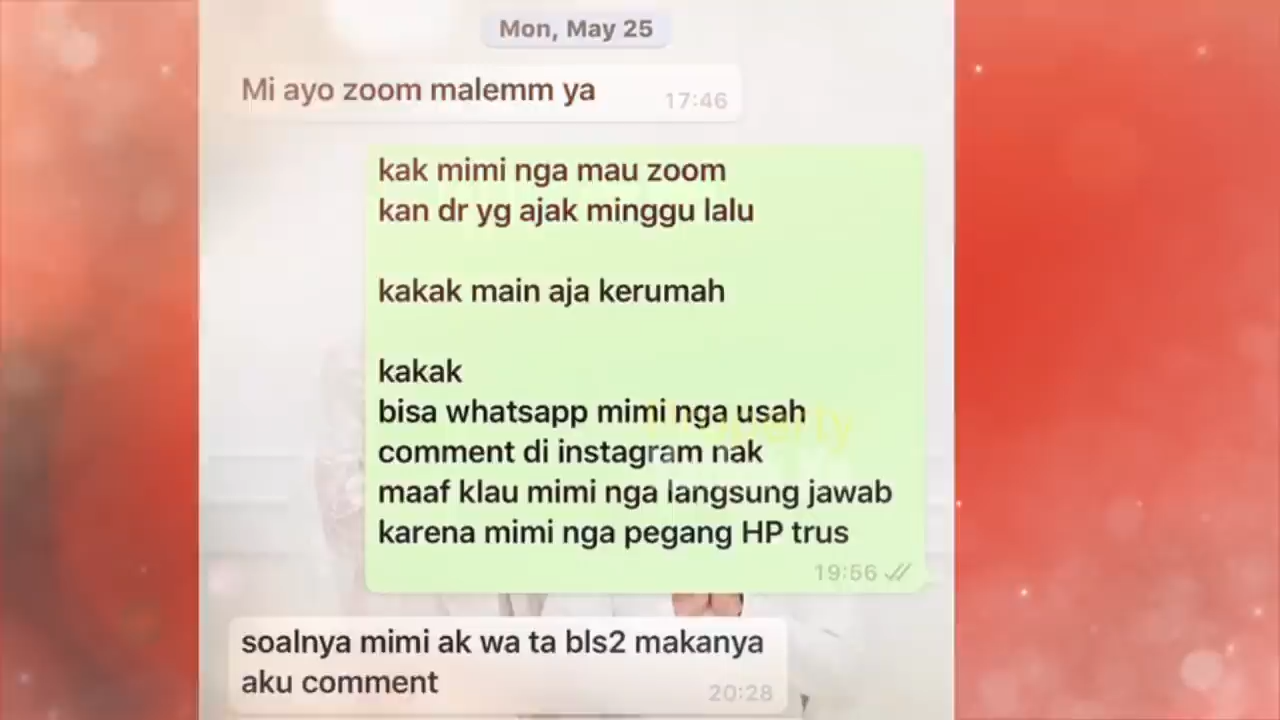 Mon, May 25
Mi ayo zoom malemm ya
17:46
kak mimi nga mau zoom
kan dr yg ajak minggu lalu
kakak main aja kerumah
kakak
bisa whatsapp mimi nga usah
comment di instagram nak
maaf klau mimi nga langsung jawab
karena mimi nga pegang HP trus
19:56
soalnya mimi ak wa ta bls2 makanya
aku comment
20:28